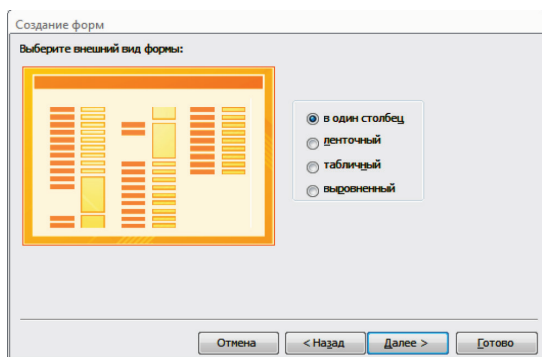 Создание форм
Выберите внешний вид формы:
в один столбец
ленточный
табличный
выровненный
Отмена
< Назад
Далее >
Готово